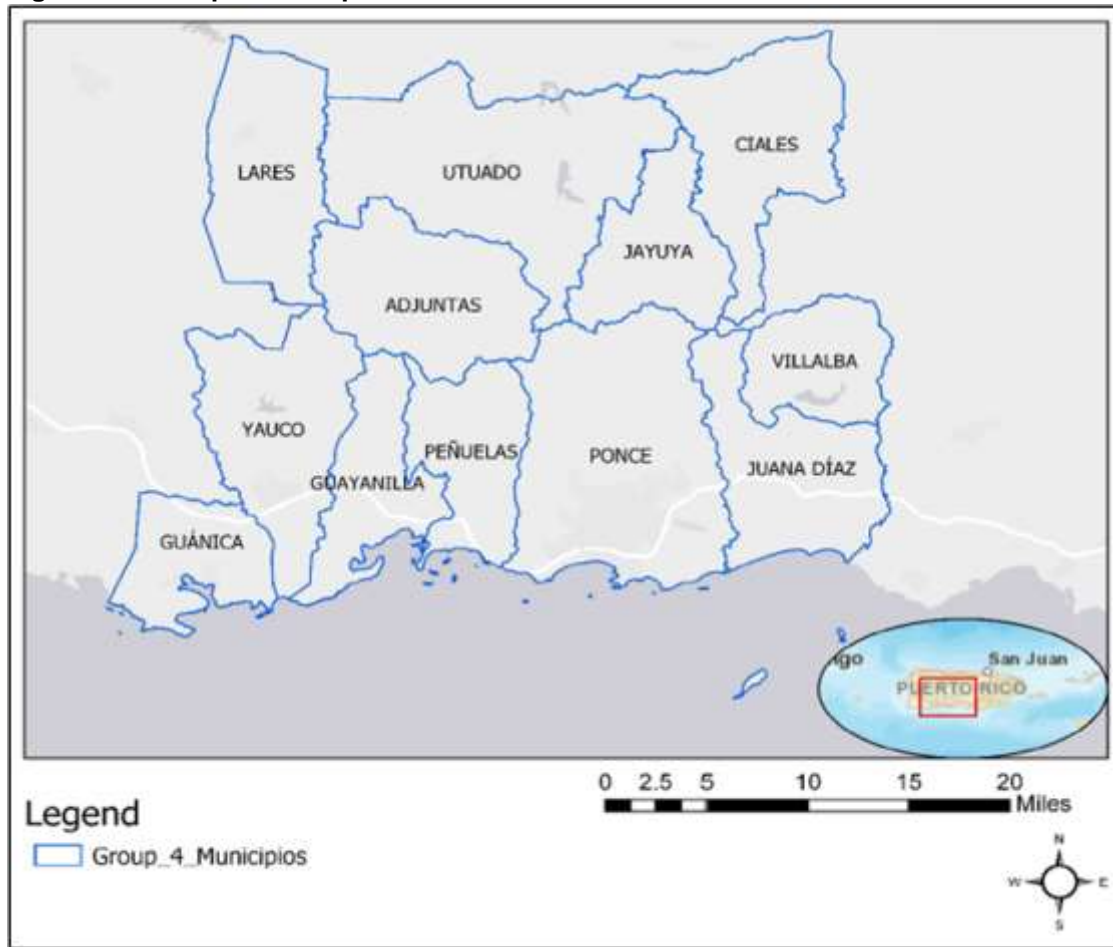 CIALES
LARES
UTUADO
JAYUYA
ADJUNTAS
VILLALBA
YAUCO
PEÑUELAS
PONCE
JUANA DÍAZ
GUAYANILLA
GUÁNICA
igo
San Juan
PUERTO RICO
0 2.5 5 10 15 20
Miles
Legend
Group_4_Municipios
N
W E
S